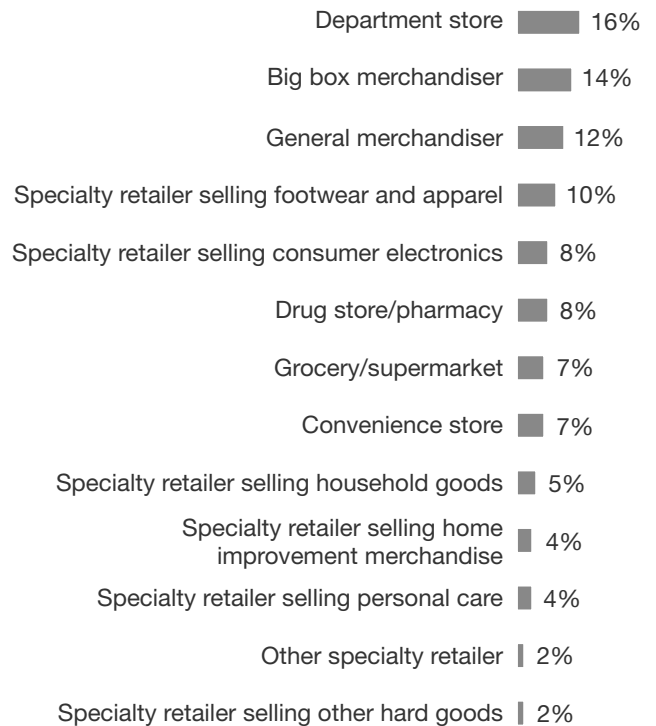 Department store 16%
Big box merchandiser 14%
General merchandiser 12%
Specialty retailer selling footwear and apparel 10%
Specialty retailer selling consumer electronics 8%
Drug store/pharmacy 8%
Grocery/supermarket 7%
Convenience store 7%
Specialty retailer selling household goods 5%
Specialty retailer selling home
improvement merchandise 4%
Specialty retailer selling personal care 4%
Other specialty retailer 2%
Specialty retailer selling other hard goods 2%